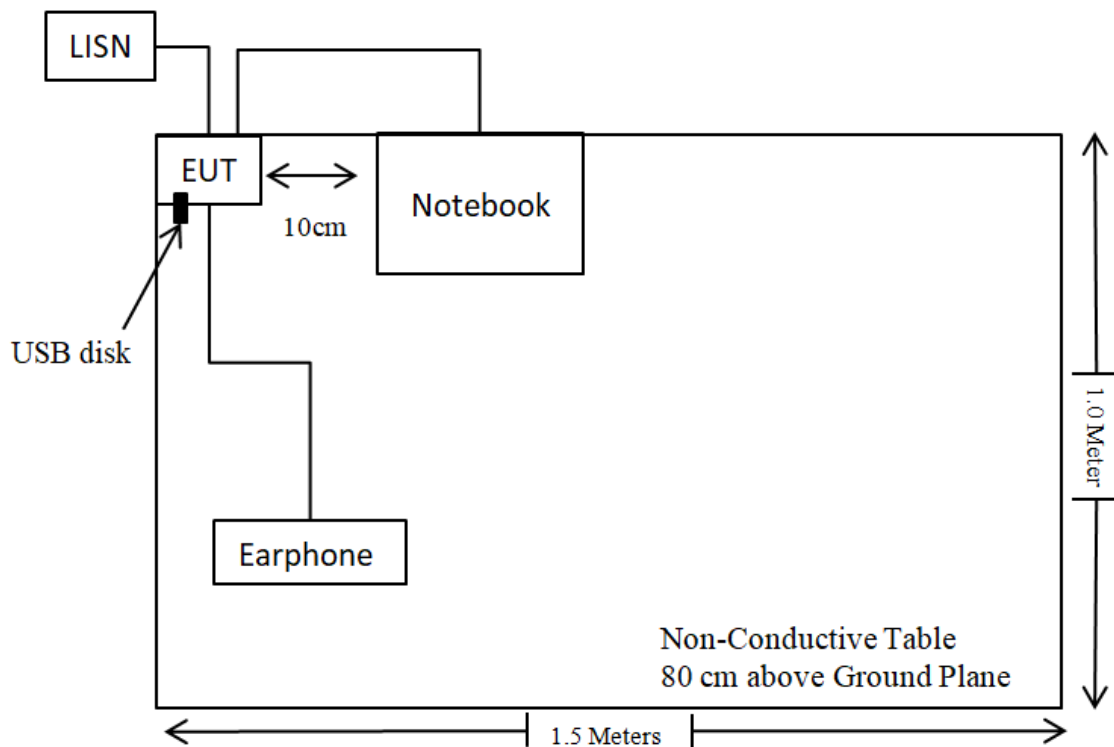 LISN
EUT
Notebook
10cm
USB disk
1.0 Meter
Earphone
Non-Conductive Table
80 cm above Ground Plane
1.5 Meters